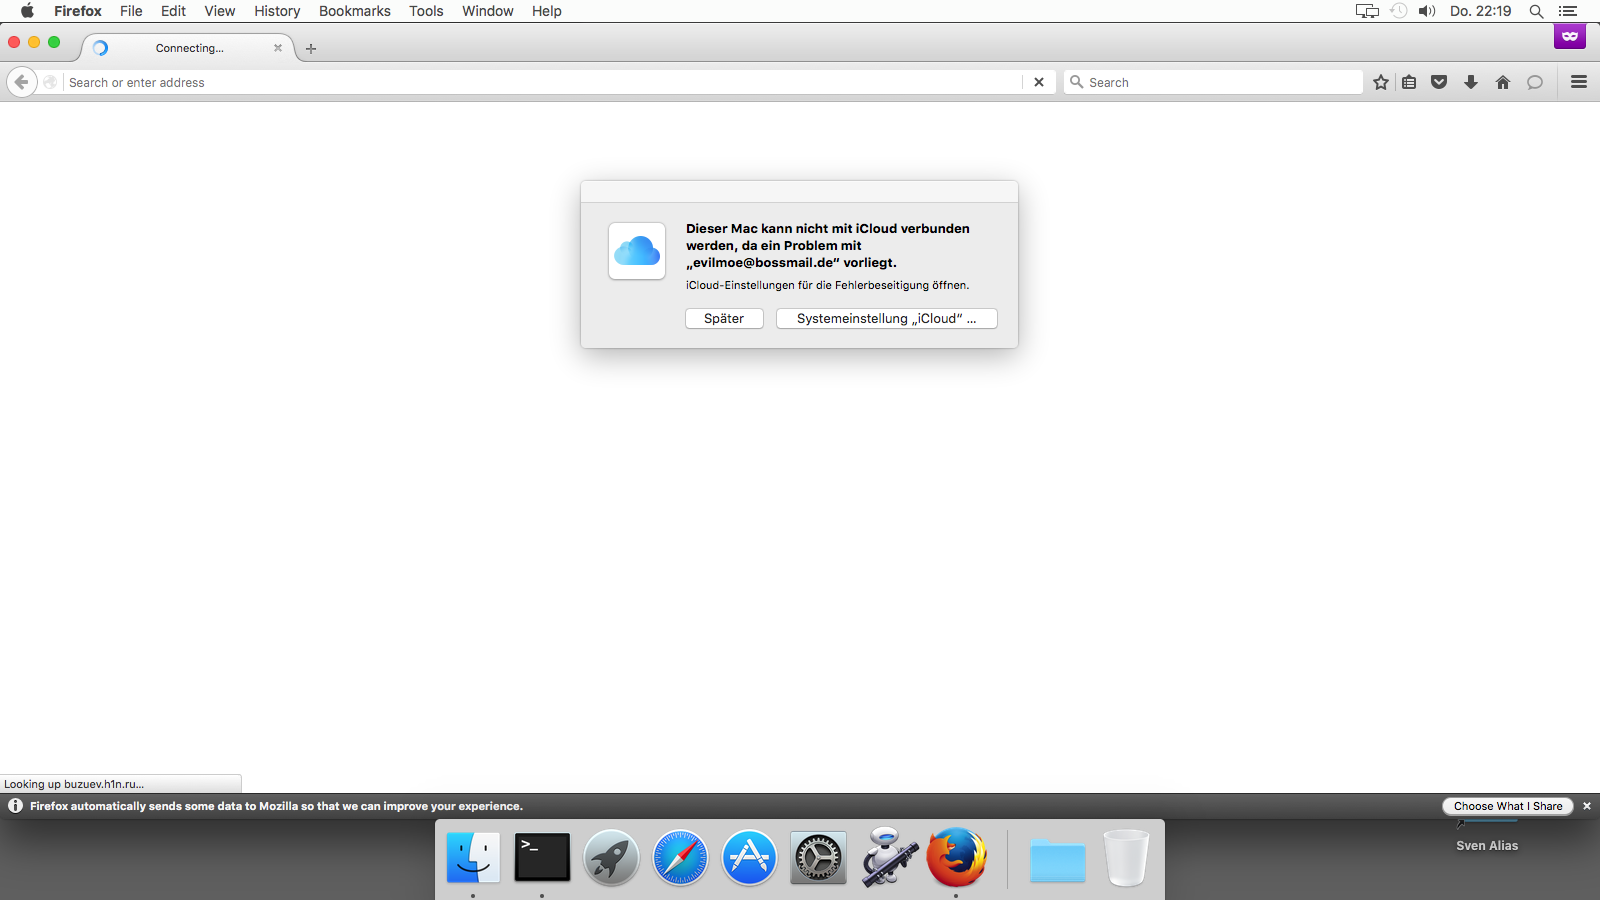 Firefox File Edit View History Bookmarks Tools Window Help Do. 22:19
Connecting...
Search or enter address Search
Dieser Mac kann nicht mit iCloud verbunden
werden, da ein Problem mit
„evilmoe@bossmail.de“ vorliegt.
iCloud-Einstellungen für die Fehlerbeseitigung öffnen.
Später Systemeinstellung „iCloud“ ...
Looking up buzuev.h1n.ru...
Firefox automatically sends some data to Mozilla so that we can improve your experience. Choose What I Share
Sven Alias
>_